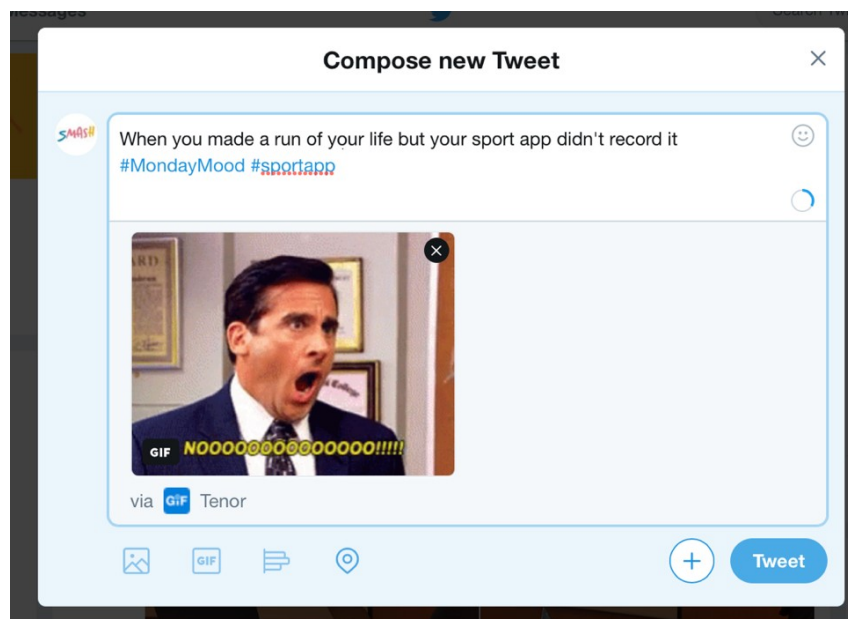 Messages
Compose new Tweet
SMASH
When you made a run of your life but your sport app didn't record it
#MondayMood #sportapp
GIF NOOOOOOOOOOOOOOO!!!!!
via GIF Tenor
GIF
Tweet